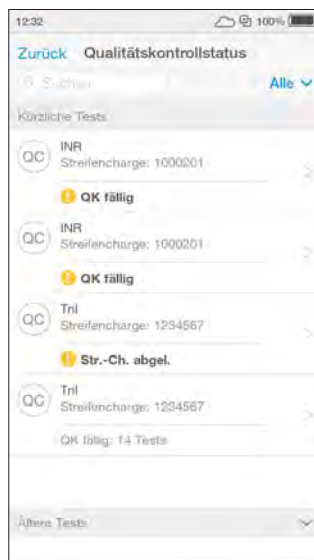 12:32
100%
Zurück Qualitätskontrollstatus
Suchen
Alle
Kürzliche Tests
QC
INR
Streifencharge: 1000201
QK fällig
QC
INR
Streifencharge: 1000201
QK fällig
QC
TnI
Streifencharge: 1234567
Str.-Ch. abgel.
QC
TnI
Streifencharge: 1234567
QK fällig: 14 Tests
Ältere Tests